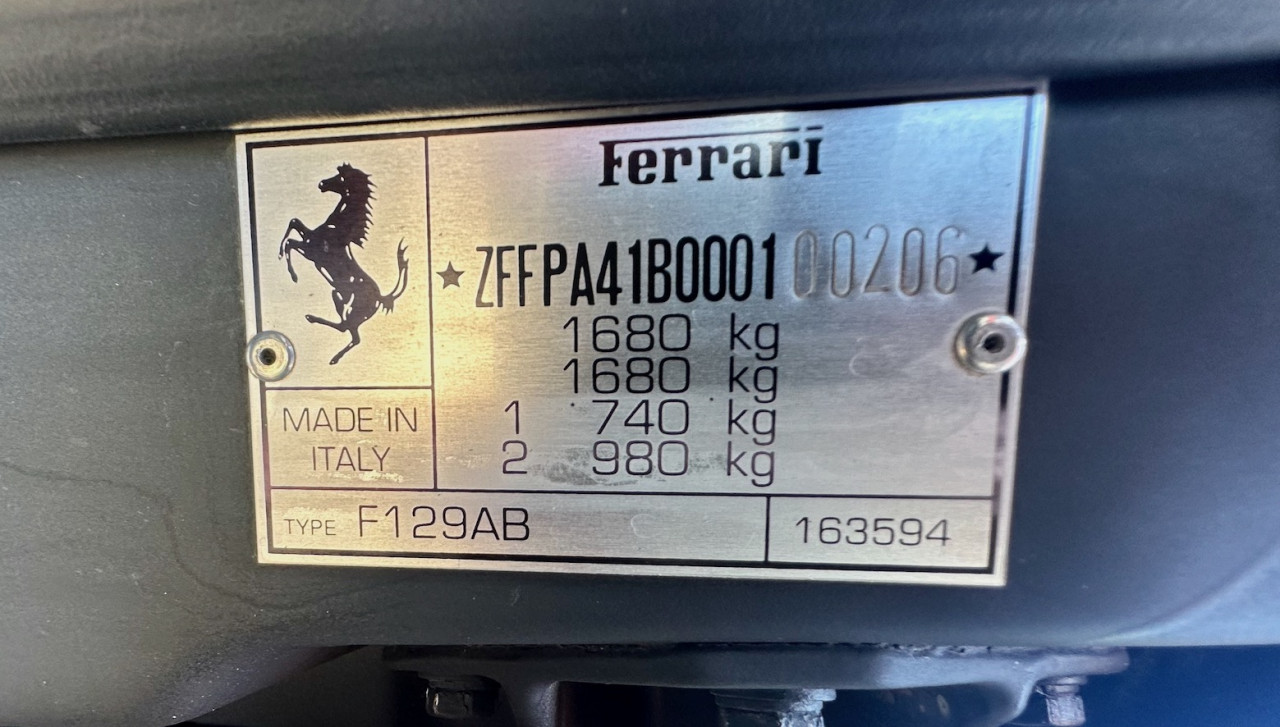 Ferrari
★ ZFFPA41B000100206 ★
1680 kg
1680 kg
1 740 kg
2 980 kg
MADE IN
ITALY
TYPE F129AB
163594